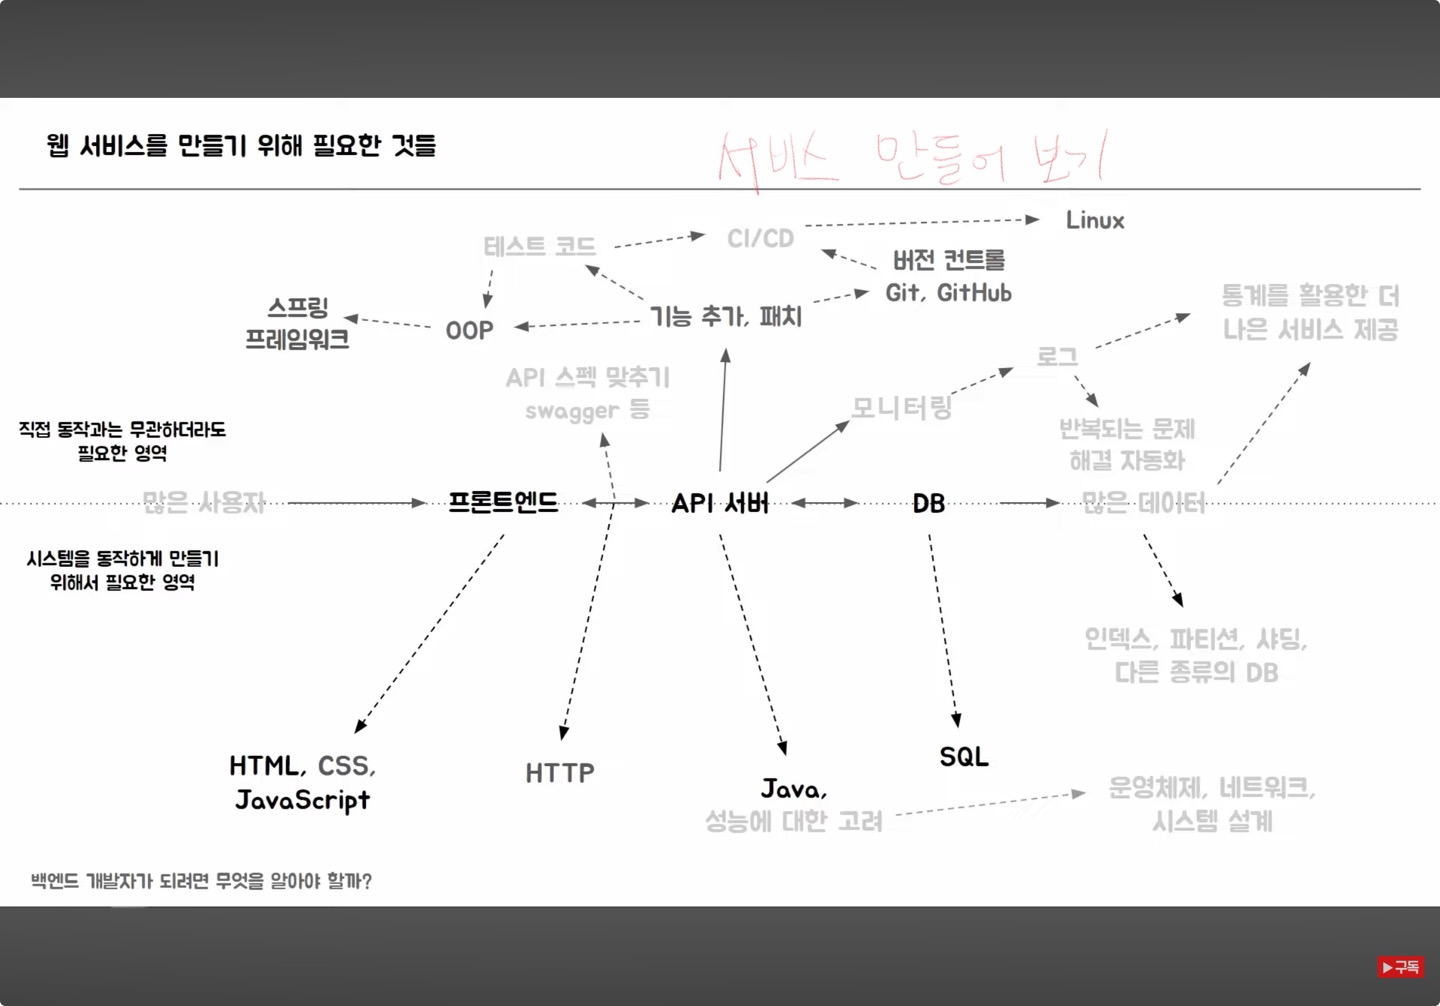 웹 서비스를 만들기 위해 필요한 것들
서비스 만들어 보기
Linux
CI/CD
테스트 코드
버전 컨트롤
Git, GitHub
스프링
프레임워크
OOP
기능 추가, 패치
통계를 활용한 더
나은 서비스 제공
API 스펙 맞추기
swagger 등
로그
모니터링
반복되는 문제
해결 자동화
직접 동작과는 무관하더라도
필요한 영역
많은 사용자
프론트엔드
API 서버
DB
많은 데이터
시스템을 동작하게 만들기
위해서 필요한 영역
인덱스, 파티션, 샤딩,
다른 종류의 DB
HTML, CSS,
JavaScript
HTTP
Java,
성능에 대한 고려
SQL
운영체제, 네트워크,
시스템 설계
백엔드 개발자가 되려면 무엇을 알아야 할까?
구독